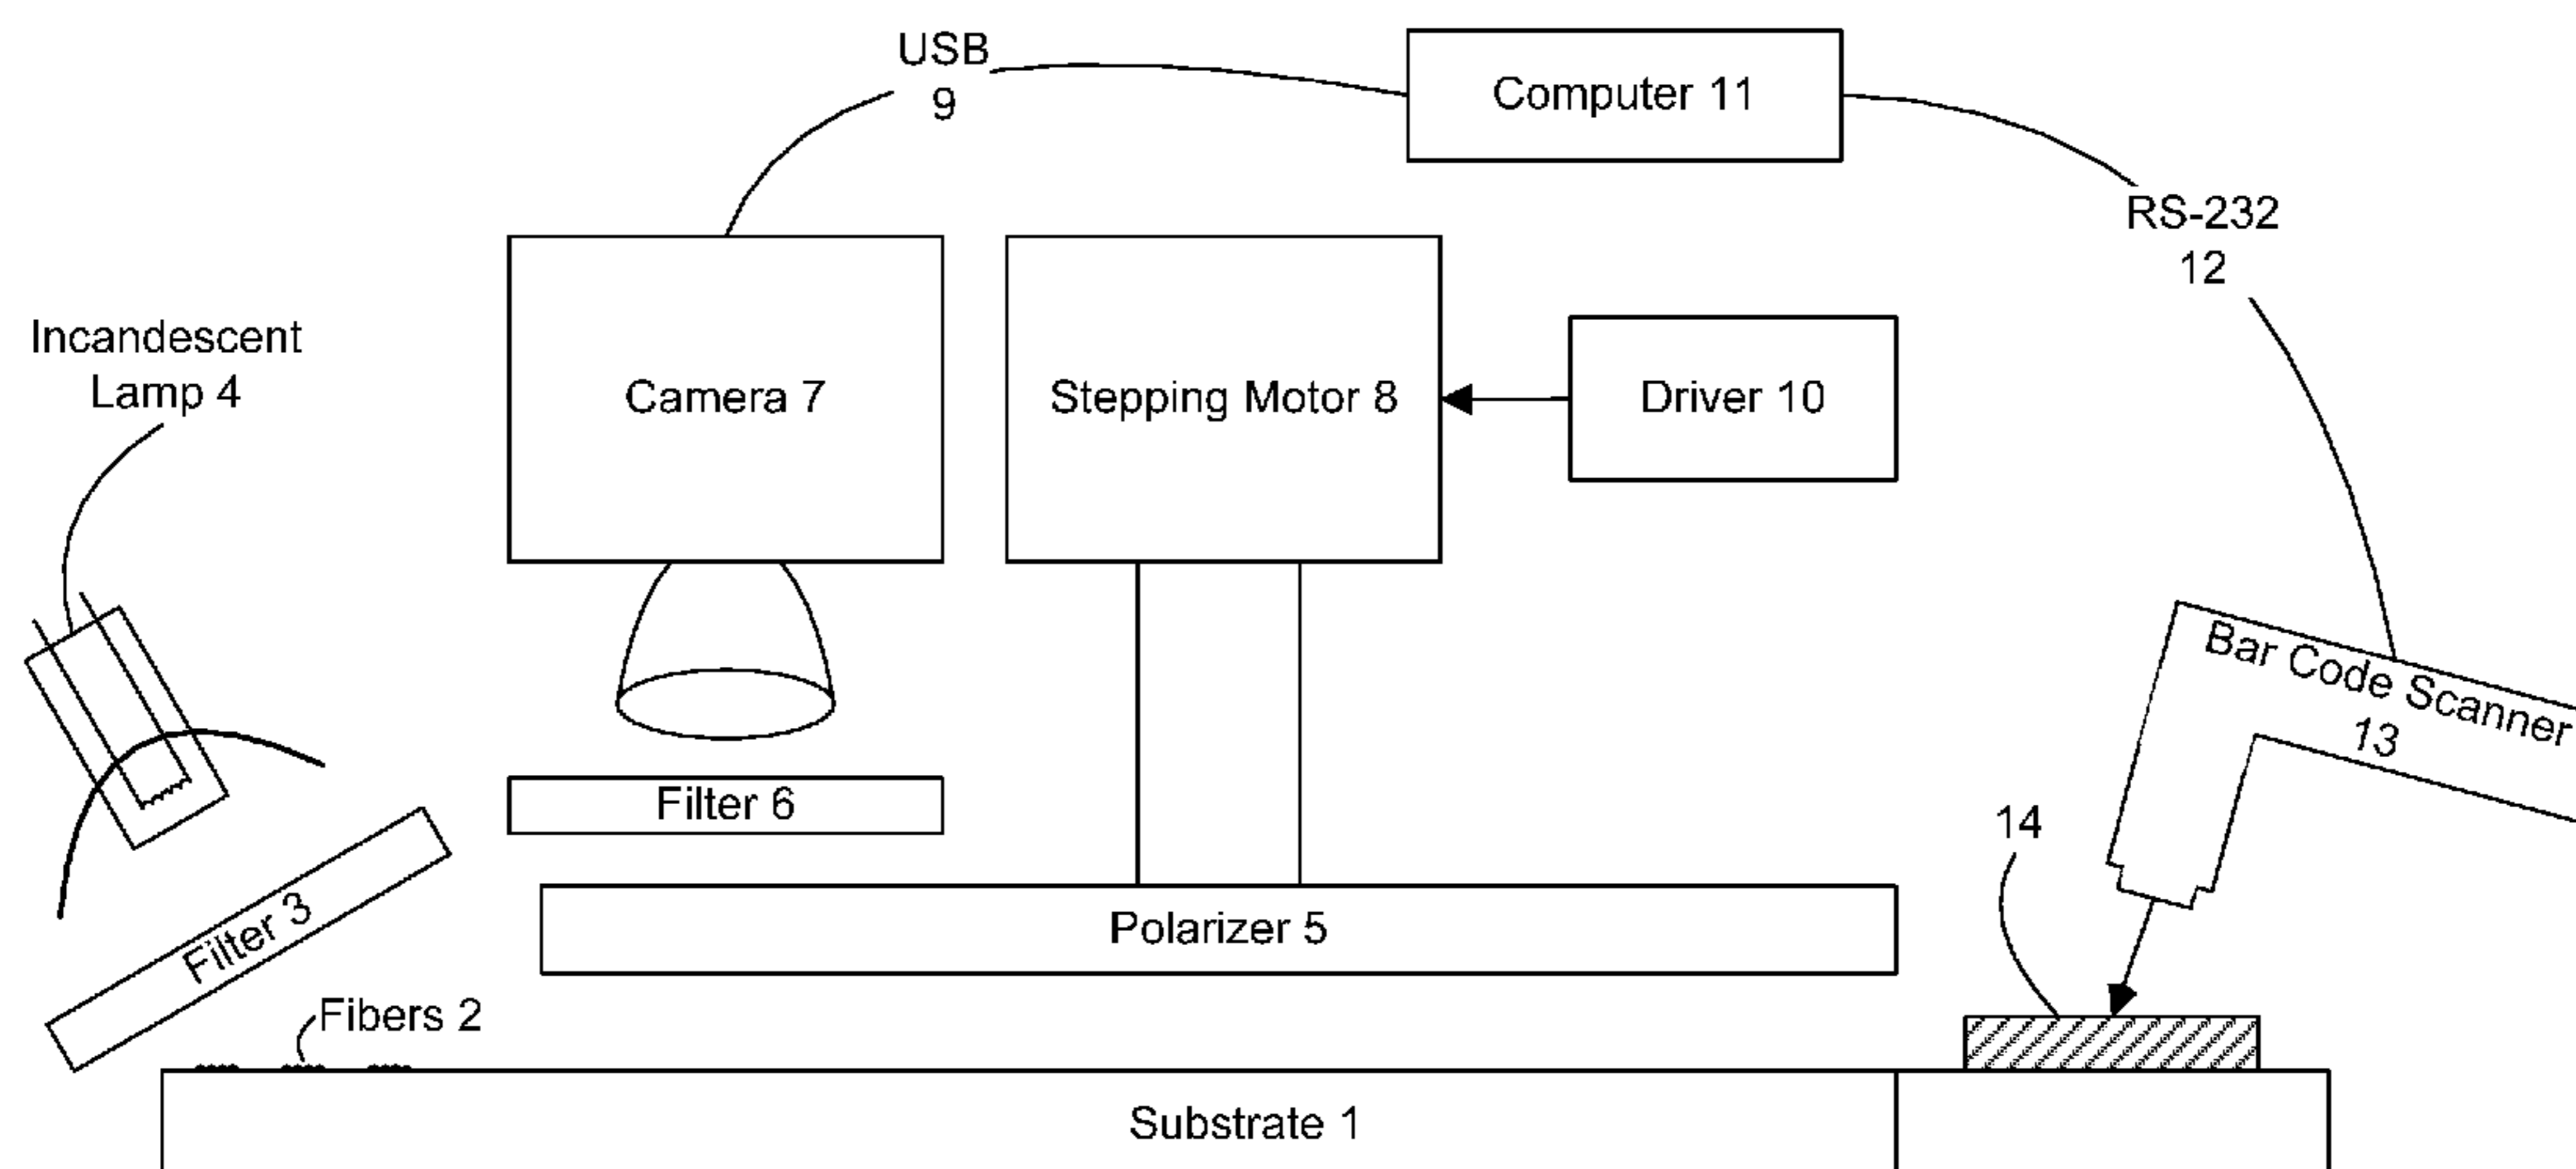 USB
9
Computer 11
RS-232
12
Incandescent
Lamp 4
Camera 7
Stepping Motor 8
Driver 10
Bar Code Scanner
13
Filter 6
14
Filter 3
Polarizer 5
Fibers 2
Substrate 1